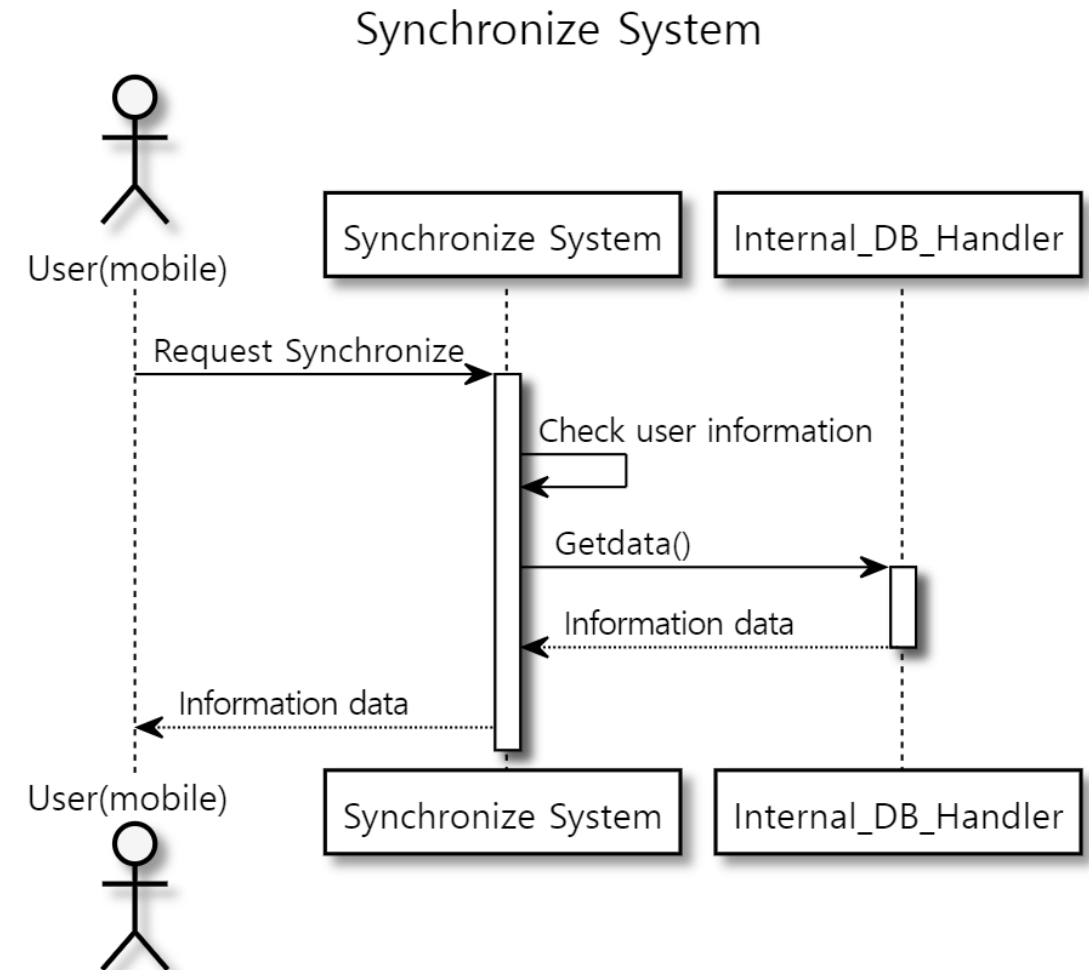 Synchronize System
User(mobile)
Synchronize System
Internal_DB_Handler
Request Synchronize
Check user information
Getdata()
Information data
Information data
User(mobile)
Synchronize System
Internal_DB_Handler